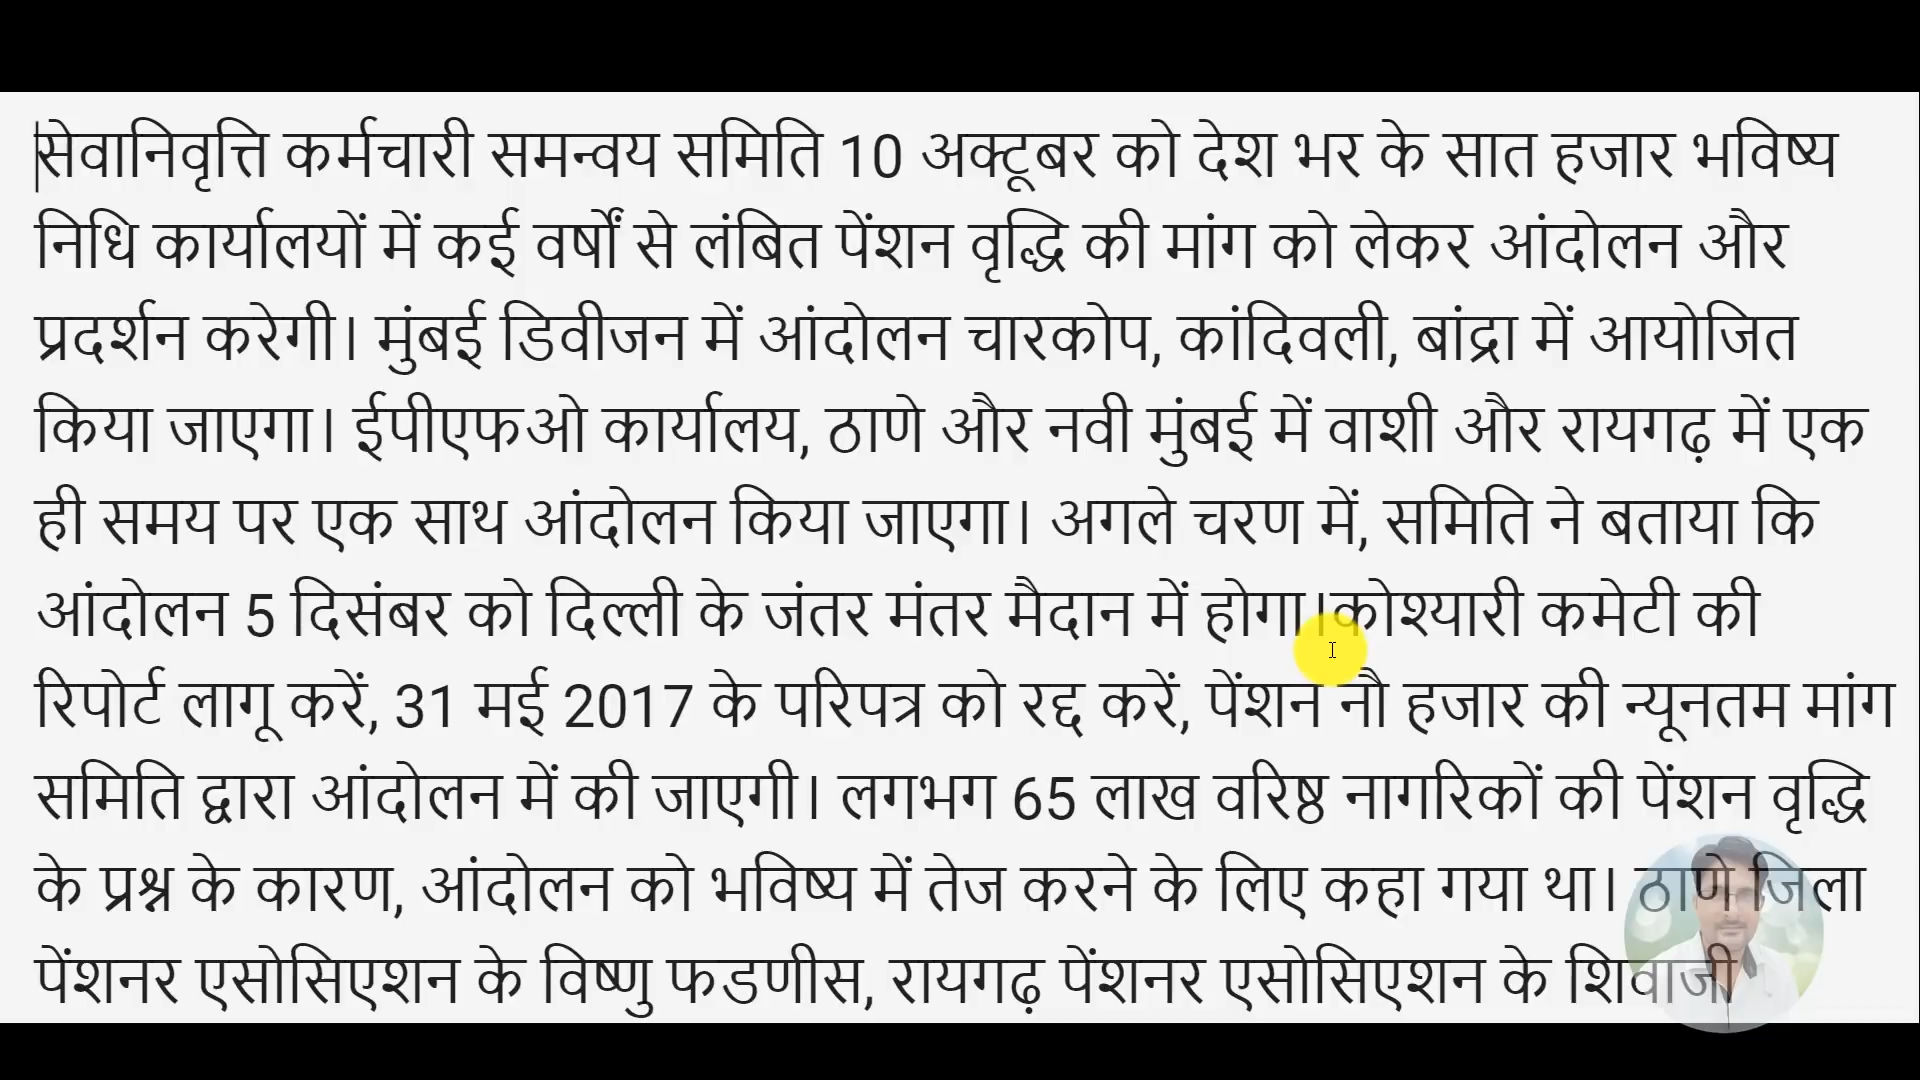 सेवानिवृत्ति कर्मचारी समन्वय समिति 10 अक्टूबर को देश भर के सात हजार भविष्य
निधि कार्यालयों में कई वर्षों से लंबित पेंशन वृद्धि की मांग को लेकर आंदोलन और
प्रदर्शन करेगी। मुंबई डिवीजन में आंदोलन चारकोप, कांदिवली, बांद्रा में आयोजित
किया जाएगा। ईपीएफओ कार्यालय, ठाणे और नवी मुंबई में वाशी और रायगढ़ में एक
ही समय पर एक साथ आंदोलन किया जाएगा। अगले चरण में, समिति ने बताया कि
आंदोलन 5 दिसंबर को दिल्ली के जंतर मंतर मैदान में होगा।कोश्यारी कमेटी की
रिपोर्ट लागू करें, 31 मई 2017 के परिपत्र को रद्द करें, पेंशन नौ हजार की न्यूनतम मांग
समिति द्वारा आंदोलन में की जाएगी। लगभग 65 लाख वरिष्ठ नागरिकों की पेंशन वृद्धि
के प्रश्न के कारण, आंदोलन को भविष्य में तेज करने के लिए कहा गया था। ठाणे जिला
पेंशनर एसोसिएशन के विष्णु फडणीस, रायगढ़ पेंशनर एसोसिएशन के शिवाजी